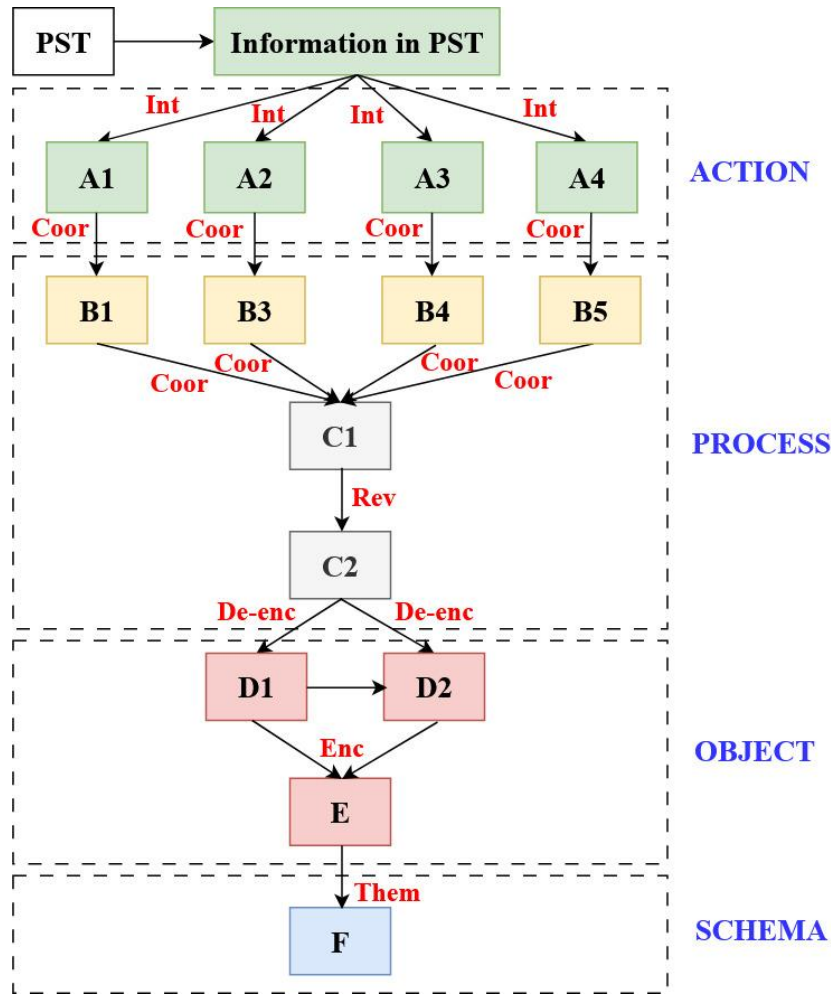 PST
Information in PST
Int
Int
Int
Int
A1
A2
A3
A4
ACTION
Coor
Coor
Coor
Coor
B1
B3
B4
B5
Coor
Coor
Coor
Coor
C1
PROCESS
Rev
C2
De-enc
De-enc
D1
D2
Enc
OBJECT
E
Them
F
SCHEMA